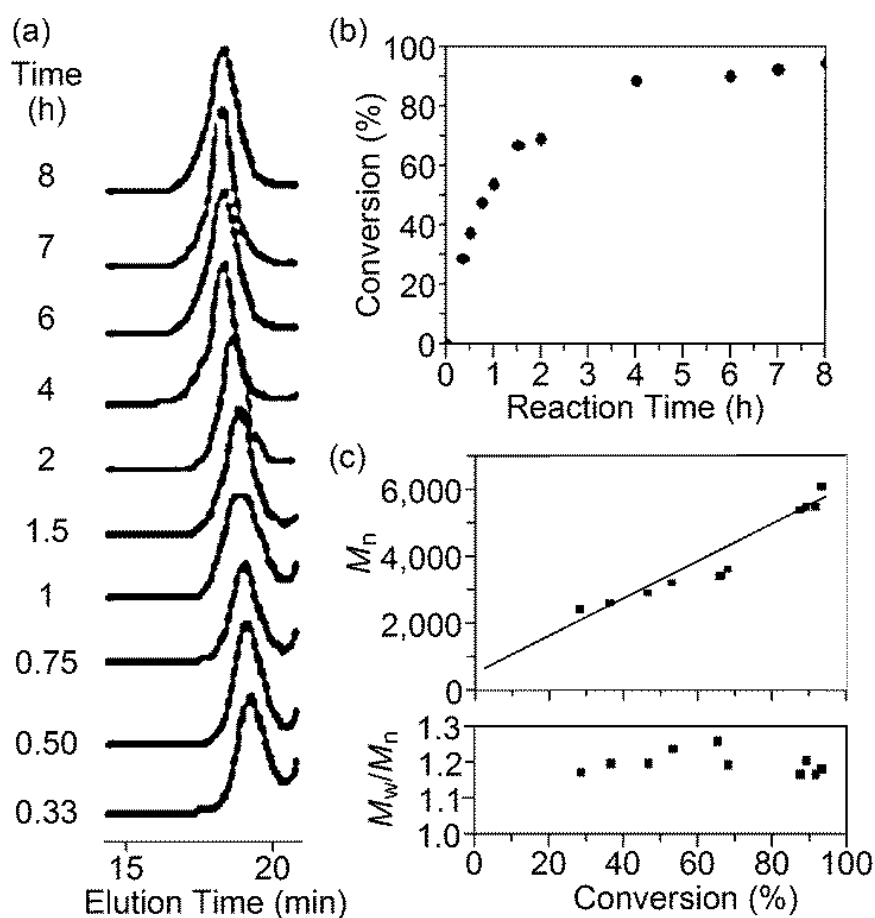 (a)
Time
(h)
8
7
6
4
2
1.5
1
0.75
0.50
0.33
15 20
Elution Time (min)
(b)
100
80
60
40
20
0
Conversion (%)
0 1 2 3 4 5 6 7 8
Reaction Time (h)
(c)
6,000
4,000
2,000
0
Mn
1.3
1.2
1.1
1.0
Mw/Mn
0 20 40 60 80 100
Conversion (%)